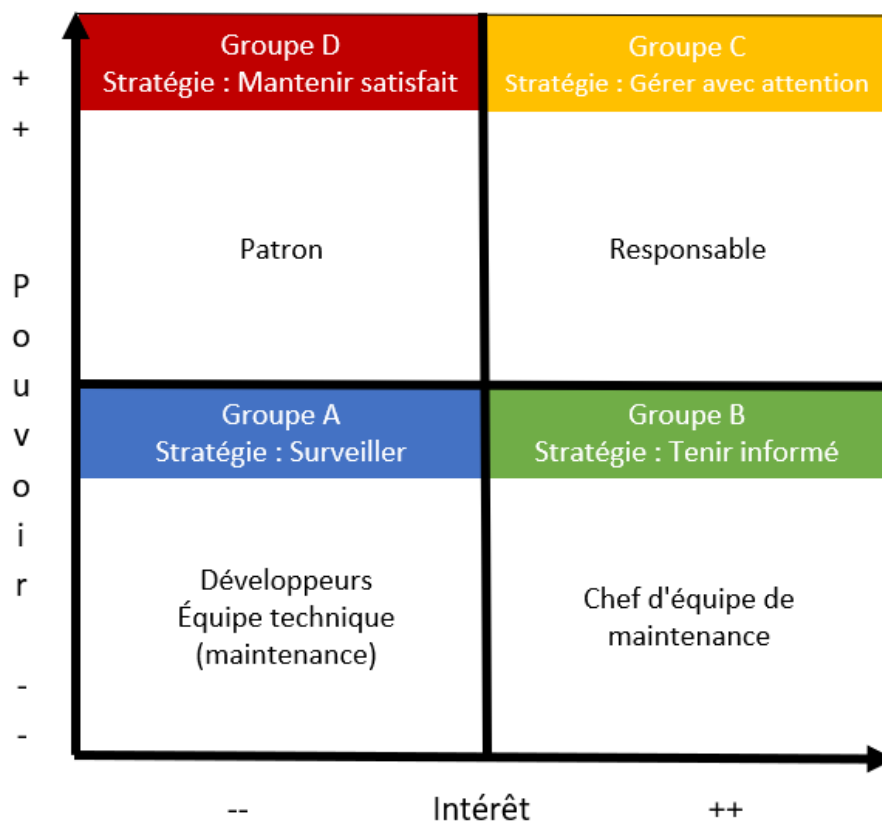 Groupe D
Stratégie : Mantenir satisfait
Groupe C
Stratégie : Gérer avec attention
++
Patron
Responsable
Pouvoir
Groupe A
Stratégie : Surveiller
Groupe B
Stratégie : Tenir informé
Développeurs
Équipe technique
(maintenance)
Chef d'équipe de
maintenance
--
-- Intérêt ++